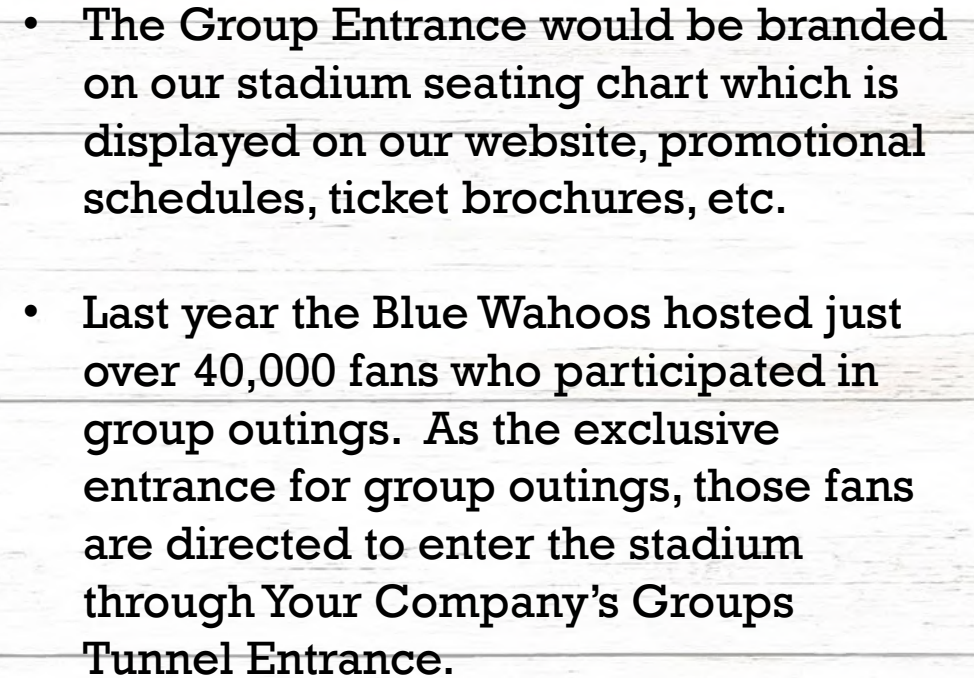 • The Group Entrance would be branded
on our stadium seating chart which is
displayed on our website, promotional
schedules, ticket brochures, etc.
• Last year the Blue Wahoos hosted just
over 40,000 fans who participated in
group outings.  As the exclusive
entrance for group outings, those fans
are directed to enter the stadium
through Your Company’s Groups
Tunnel Entrance.